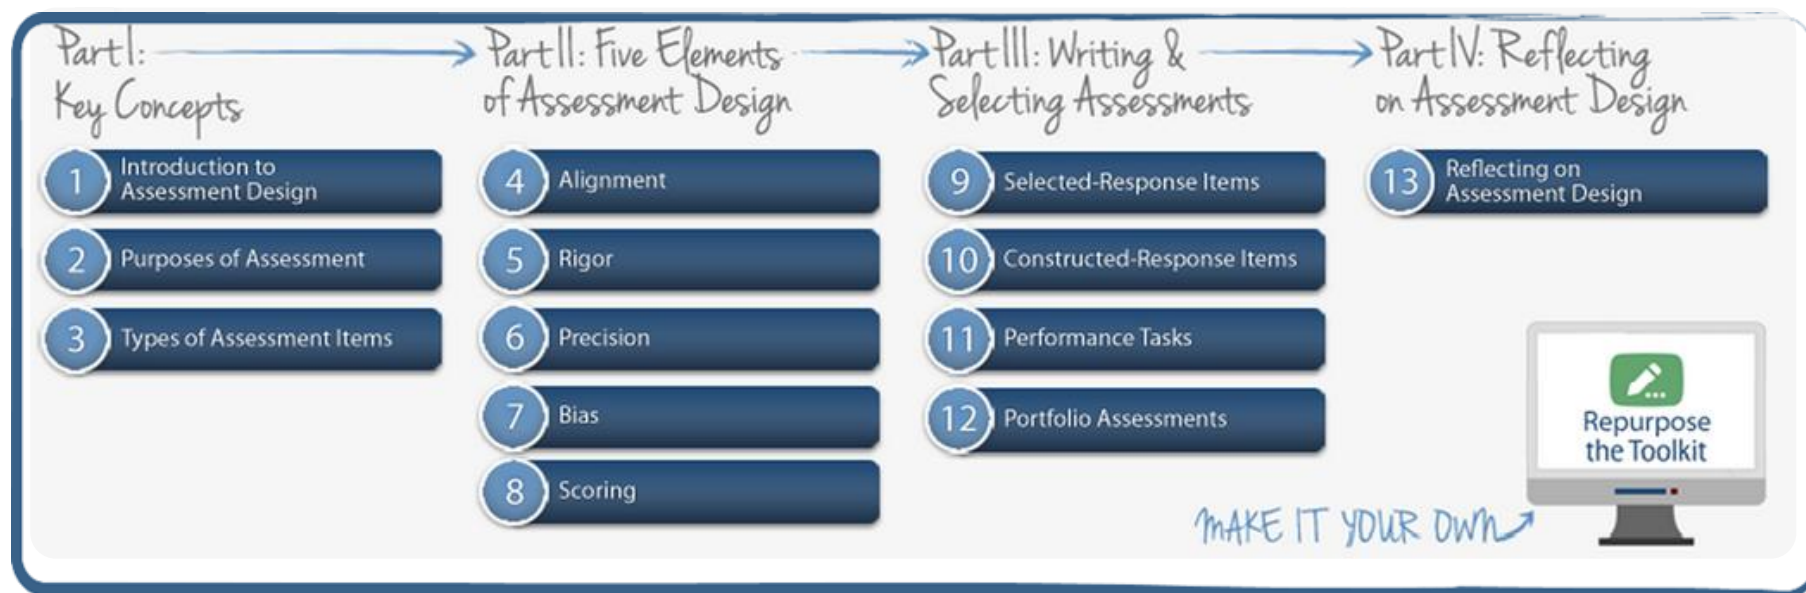 Part I:
Key Concepts
1
Introduction to
Assessment Design
2
Purposes of Assessment
3
Types of Assessment Items
Part II: Five Elements
of Assessment Design
4
Alignment
5
Rigor
6
Precision
7
Bias
8
Scoring
Part III: Writing &
Selecting Assessments
9
Selected-Response Items
10
Constructed-Response Items
11
Performance Tasks
12
Portfolio Assessments
Part IV: Reflecting
on Assessment Design
13
Reflecting on
Assessment Design
Repurpose
the Toolkit
MAKE IT YOUR OWN